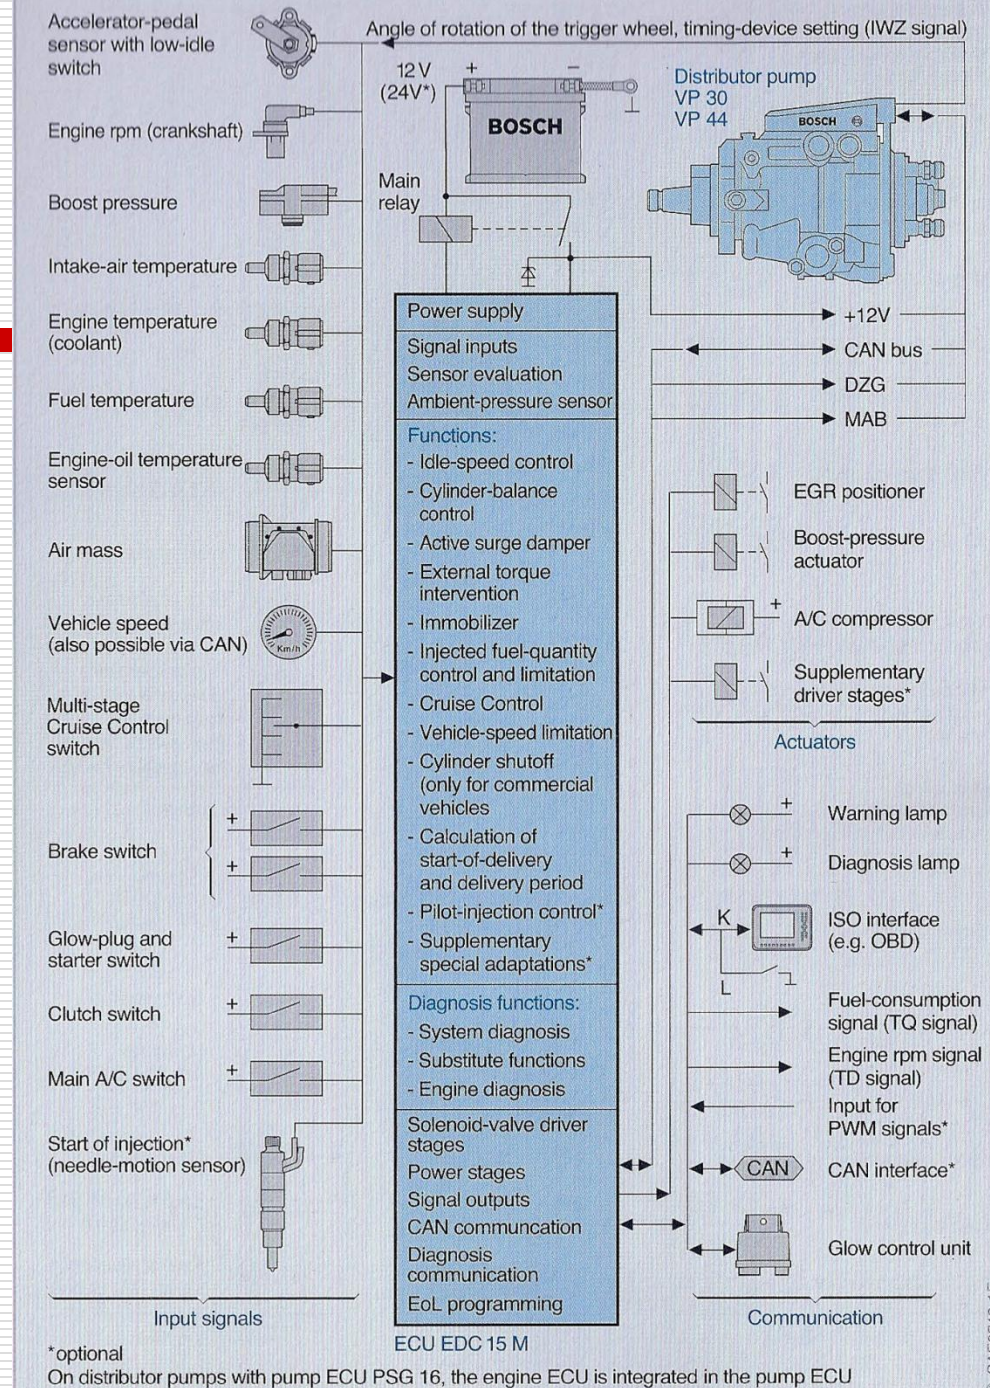 Accelerator-pedal
sensor with low-idle
switch
Angle of rotation of the trigger wheel, timing-device setting (IWZ signal)
12 V
(24V*)
+
−
BOSCH
Distributor pump
VP 30
VP 44
BOSCH
Engine rpm (crankshaft)
Boost pressure
Main
relay
Intake-air temperature
Engine temperature
(coolant)
Fuel temperature
Engine-oil temperature
sensor
Air mass
Vehicle speed
(also possible via CAN)
Km/h
Multi-stage
Cruise Control
switch
Brake switch
+
+
Glow-plug and
starter switch
+
Clutch switch
+
Main A/C switch
+
Start of injection*
(needle-motion sensor)
Input signals
Power supply
Signal inputs
Sensor evaluation
Ambient-pressure sensor
Functions:
- Idle-speed control
- Cylinder-balance
control
- Active surge damper
- External torque
intervention
- Immobilizer
- Injected fuel-quantity
control and limitation
- Cruise Control
- Vehicle-speed limitation
- Cylinder shutoff
(only for commercial
vehicles
- Calculation of
start-of-delivery
and delivery period
- Pilot-injection control*
- Supplementary
special adaptations*
Diagnosis functions:
- System diagnosis
- Substitute functions
- Engine diagnosis
Solenoid-valve driver
stages
Power stages
Signal outputs
CAN communcation
Diagnosis
communication
EoL programming
ECU EDC 15 M
+12V
CAN bus
DZG
MAB
EGR positioner
Boost-pressure
actuator
+
A/C compressor
Supplementary
driver stages*
Actuators
+
Warning lamp
+
Diagnosis lamp
K
ISO interface
(e.g. OBD)
L
Fuel-consumption
signal (TQ signal)
Engine rpm signal
(TD signal)
Input for
PWM signals*
CAN
CAN interface*
Glow control unit
Communication
*optional
On distributor pumps with pump ECU PSG 16, the engine ECU is integrated in the pump ECU